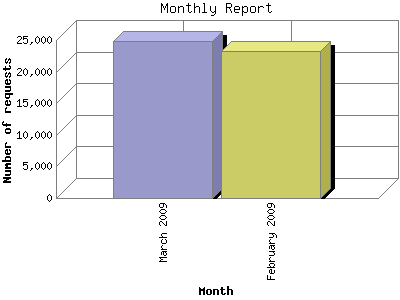 Monthly Report
25,000
20,000
15,000
10,000
5,000
0
Number of requests
March 2009
February 2009
Month